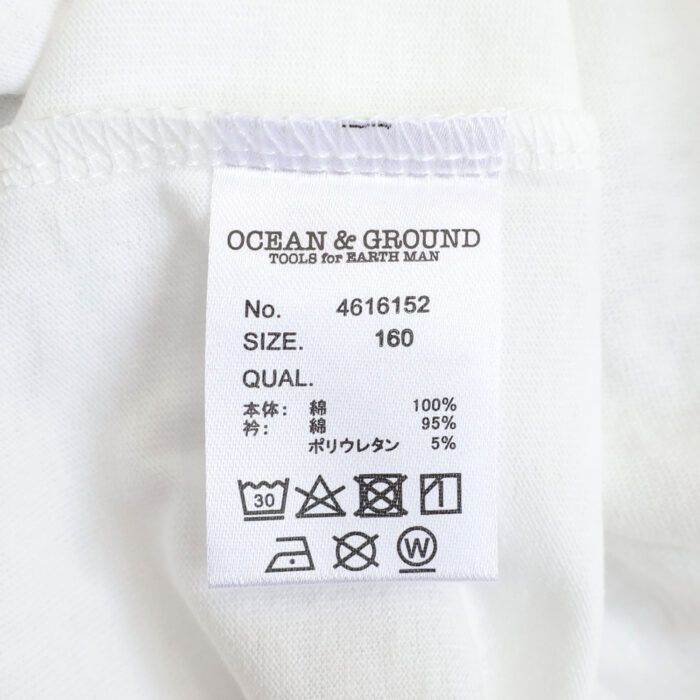 OCEAN & GROUND
TOOLS for EARTH MAN
No. 4616152
SIZE. 160
QUAL.
本体: 綿 100%
衿: 綿 95%
ポリウレタン 5%
30
W